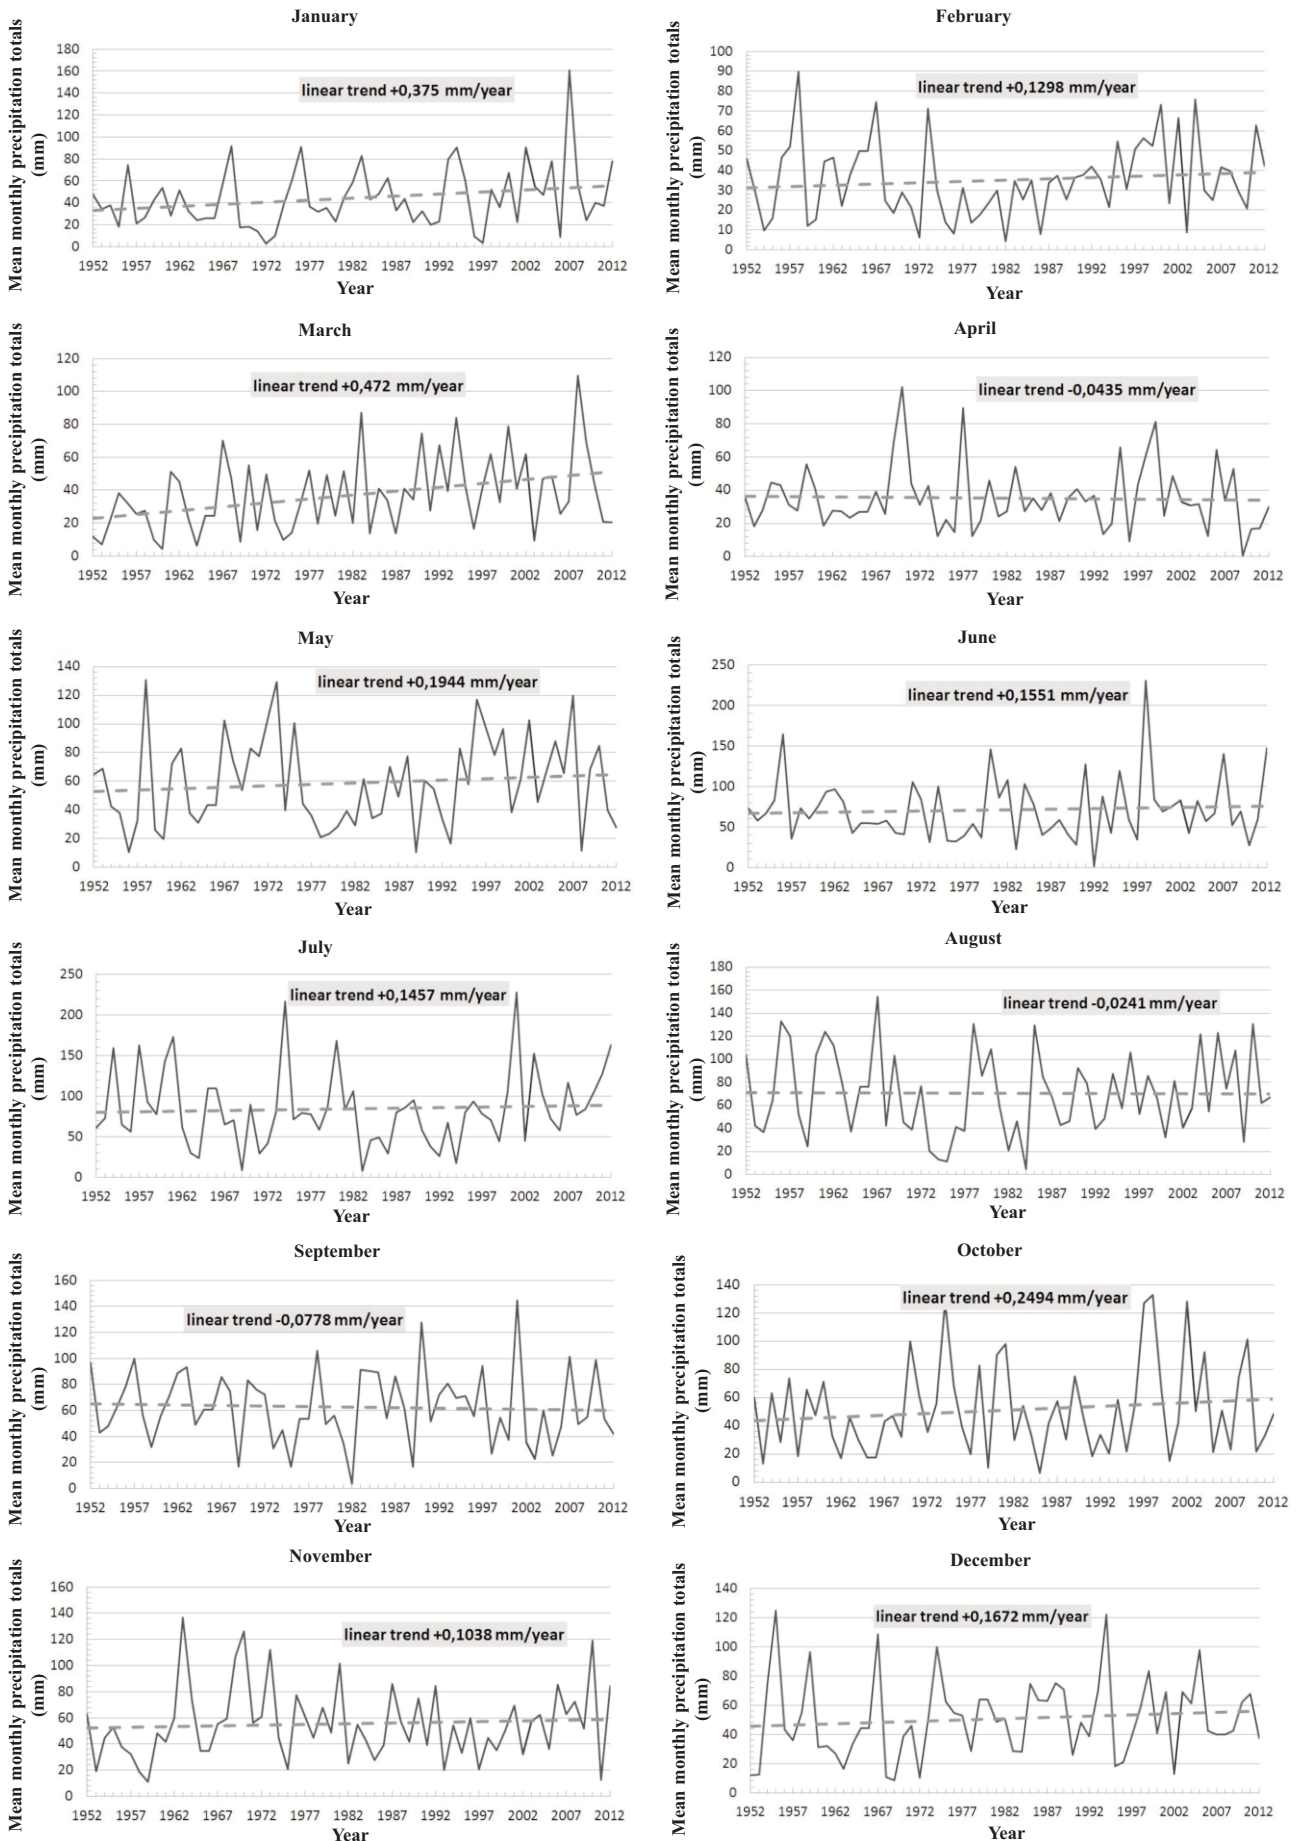 January
Mean monthly precipitation totals
(mm)
180
160
140
120
100
80
60
40
20
0
linear trend +0,375 mm/year
1952 1957 1962 1967 1972 1977 1982 1987 1992 1997 2002 2007 2012
Year
February
Mean monthly precipitation totals
(mm)
100
90
80
70
60
50
40
30
20
10
0
linear trend +0,1298 mm/year
1952 1957 1962 1967 1972 1977 1982 1987 1992 1997 2002 2007 2012
Year
March
Mean monthly precipitation totals
(mm)
120
100
80
60
40
20
0
linear trend +0,472 mm/year
1952 1957 1962 1967 1972 1977 1982 1987 1992 1997 2002 2007 2012
Year
April
Mean monthly precipitation totals
(mm)
120
100
80
60
40
20
0
linear trend -0,0435 mm/year
1952 1957 1962 1967 1972 1977 1982 1987 1992 1997 2002 2007 2012
Year
May
Mean monthly precipitation totals
(mm)
140
120
100
80
60
40
20
0
linear trend +0,1944 mm/year
1952 1957 1962 1967 1972 1977 1982 1987 1992 1997 2002 2007 2012
Year
June
Mean monthly precipitation totals
(mm)
250
200
150
100
50
0
linear trend +0,1551 mm/year
1952 1957 1962 1967 1972 1977 1982 1987 1992 1997 2002 2007 2012
Year
July
Mean monthly precipitation totals
(mm)
250
200
150
100
50
0
linear trend +0,1457 mm/year
1952 1957 1962 1967 1972 1977 1982 1987 1992 1997 2002 2007 2012
Year
August
Mean monthly precipitation totals
(mm)
180
160
140
120
100
80
60
40
20
0
linear trend -0,0241 mm/year
1952 1957 1962 1967 1972 1977 1982 1987 1992 1997 2002 2007 2012
Year
September
Mean monthly precipitation totals
(mm)
160
140
120
100
80
60
40
20
0
linear trend -0,0778 mm/year
1952 1957 1962 1967 1972 1977 1982 1987 1992 1997 2002 2007 2012
Year
October
Mean monthly precipitation totals
(mm)
140
120
100
80
60
40
20
0
linear trend +0,2494 mm/year
1952 1957 1962 1967 1972 1977 1982 1987 1992 1997 2002 2007 2012
Year
November
Mean monthly precipitation totals
(mm)
160
140
120
100
80
60
40
20
0
linear trend +0,1038 mm/year
1952 1957 1962 1967 1972 1977 1982 1987 1992 1997 2002 2007 2012
Year
December
Mean monthly precipitation totals
(mm)
140
120
100
80
60
40
20
0
linear trend +0,1672 mm/year
1952 1957 1962 1967 1972 1977 1982 1987 1992 1997 2002 2007 2012
Year